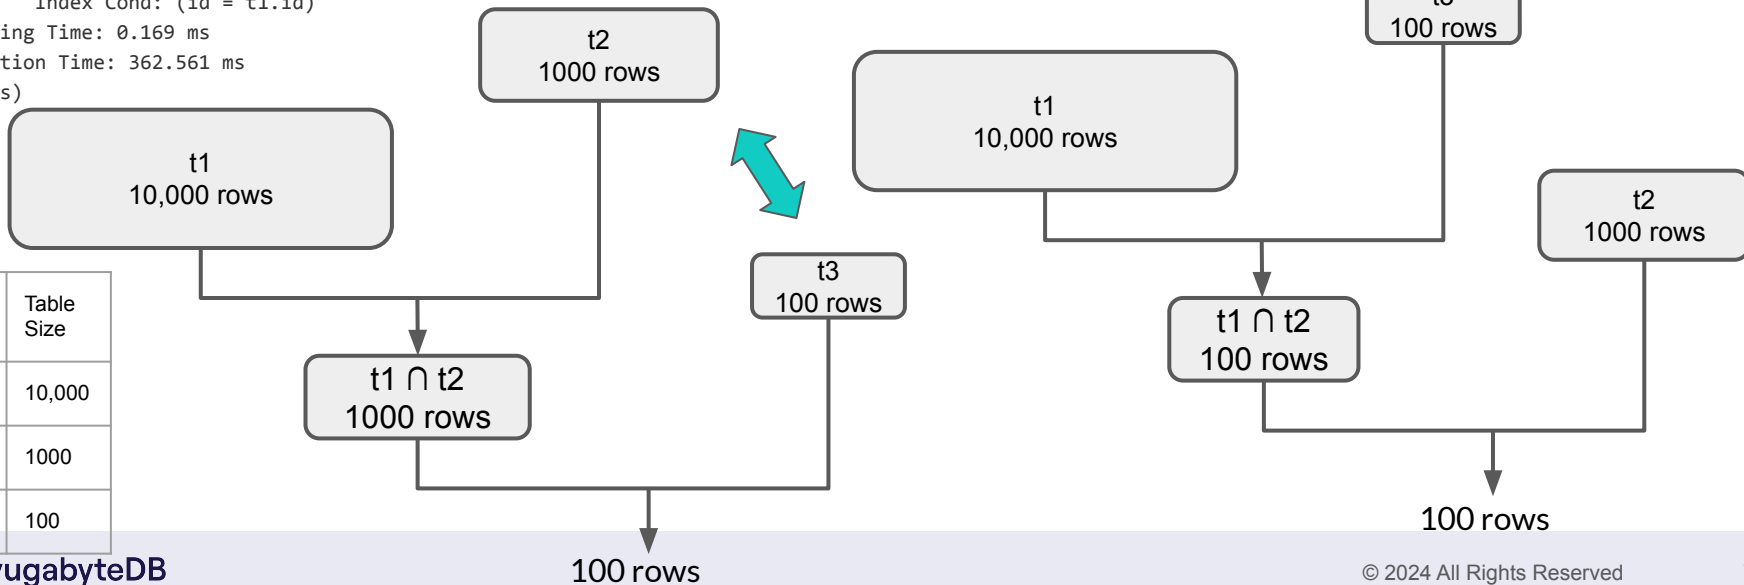 Index Cond: (id = t1.id)
ing Time: 0.169 ms
tion Time: 362.561 ms
s)
t2
1000 rows
t1
10,000 rows
t3
100 rows
t1 ∩ t2
1000 rows
100 rows
Table
Size
10,000
1000
100
100 rows
t1
10,000 rows
t2
1000 rows
t1 ∩ t2
100 rows
100 rows
yugabyteDB
© 2024 All Rights Reserved